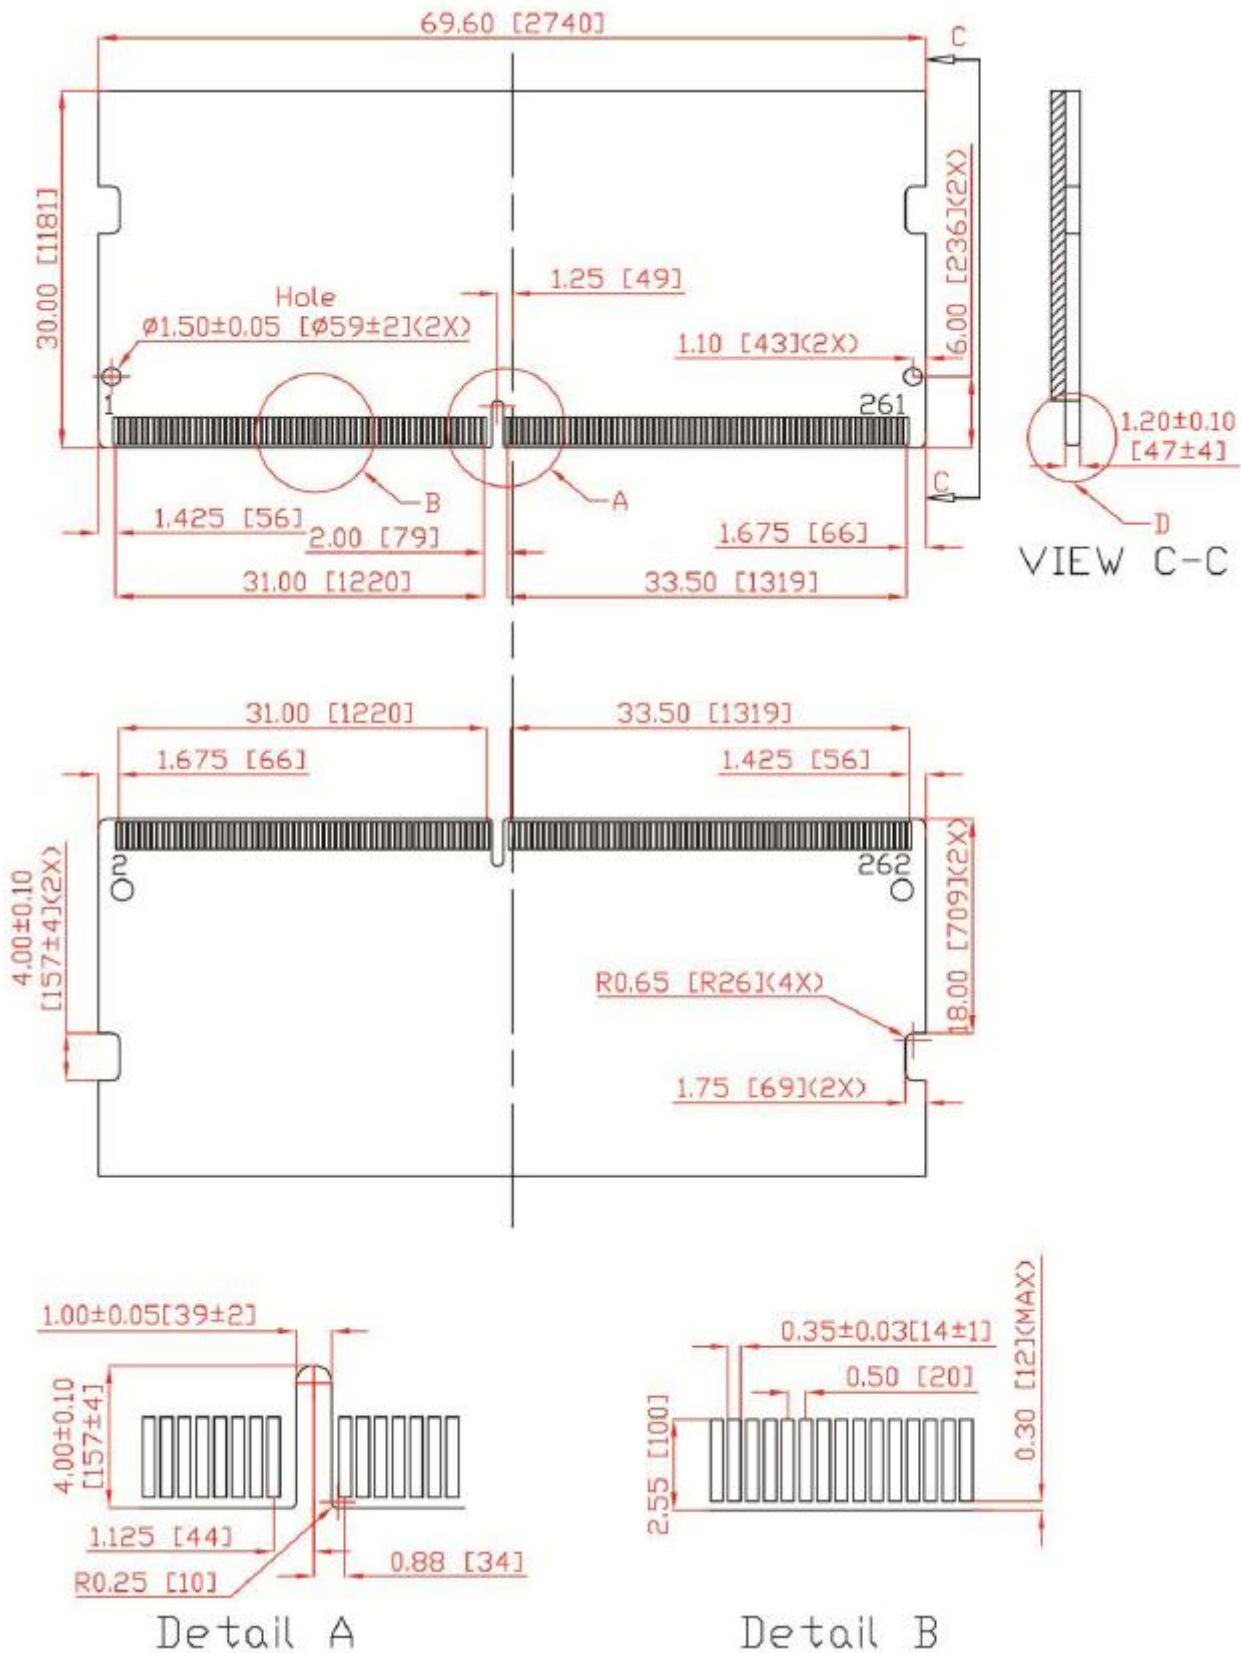 69.60 [2740]
C
30.00 [1181]
6.00 [236](2X)
1.25 [49]
Hole
Ø1.50±0.05 [Ø59±2](2X)
1.10 [43](2X)
1
261
1.20±0.10
[47±4]
B
A
C
D
1.425 [56]
2.00 [79]
1.675 [66]
31.00 [1220]
33.50 [1319]
VIEW C-C
31.00 [1220]
33.50 [1319]
1.675 [66]
1.425 [56]
2
262
4.00±0.10
[157±4](2X)
18.00 [709](2X)
R0.65 [R26](4X)
1.75 [69](2X)
1.00±0.05[39±2]
4.00±0.10
[157±4]
1.125 [44]
0.88 [34]
R0.25 [10]
Detail A
0.35±0.03[14±1]
0.50 [20]
0.30 [12](MAX)
2.55 [100]
Detail B